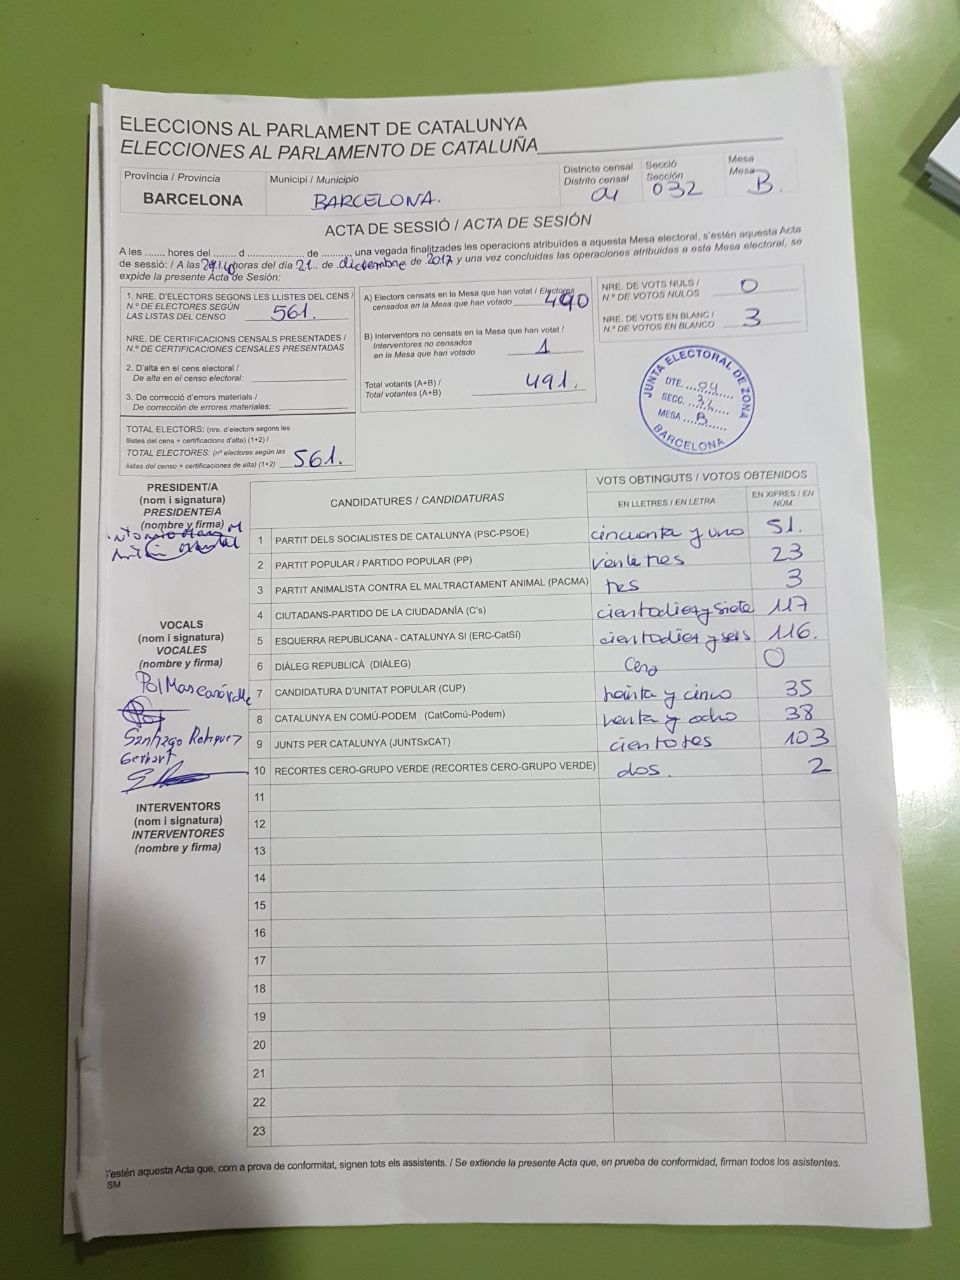 ELECCIONS AL PARLAMENT DE CATALUNYA
ELECCIONES AL PARLAMENTO DE CATALUÑA
Província / Provincia
BARCELONA
Municipi / Municipio
BARCELONA.
Districte censal
Distrito censal
Secció
Sección
032
Mesa
Mesa
B.
ACTA DE SESSIÓ / ACTA DE SESIÓN
A les ....... hores del ....... d .................... de .........., una vegada finalitzades les operacions atribuïdes a aquesta Mesa electoral, s'estén aquesta Acta
de sessió: / A las horas del día 21... de diciembre de 2017 y una vez concluidas las operaciones atribuidas a esta Mesa electoral, se
expide la presente Acta de Sesión:
1. NRE. D'ELECTORS SEGONS LES LLISTES DEL CENS /
N.º DE ELECTORES SEGÚN
LAS LISTAS DEL CENSO 561.
NRE. DE CERTIFICACIONS CENSALS PRESENTADES /
N.º DE CERTIFICACIONES CENSALES PRESENTADAS
2. D'alta en el cens electoral /
De alta en el censo electoral:
3. De correcció d'errors materials /
De corrección de errores materiales:
TOTAL ELECTORS: (nre. d'electors segons les
llistes del cens + certificacions d'alta) (1+2) /
TOTAL ELECTORES: (nº electores según las
listas del censo + certificaciones de alta) (1+2) 561.
A) Electors censats en la Mesa que han votat / Electores
censados en la Mesa que han votado 490
B) Interventors no censats en la Mesa que han votat /
Interventores no censados
en la Mesa que han votado 1
Total votants (A+B) /
Total votantes (A+B) 491.
NRE. DE VOTS NULS /
N.º DE VOTOS NULOS 0
NRE. DE VOTS EN BLANC /
N.º DE VOTOS EN BLANCO 3
JUNTA ELECTORAL DE ZONA
DTE. ...04...
SECC. ...32...
MESA ...B...
BARCELONA
PRESIDENT/A
(nom i signatura)
PRESIDENTE/A
(nombre y firma)
VOCALS
(nom i signatura)
VOCALES
(nombre y firma)
Santiago
INTERVENTORS
(nom i signatura)
INTERVENTORES
(nombre y firma)
CANDIDATURES / CANDIDATURAS
VOTS OBTINGUTS / VOTOS OBTENIDOS
EN LLETRES / EN LETRA
EN XIFRES / EN NÚM.
1 PARTIT DELS SOCIALISTES DE CATALUNYA (PSC-PSOE) cincuenta y uno 51.
2 PARTIT POPULAR / PARTIDO POPULAR (PP) veintetres 23
3 PARTIT ANIMALISTA CONTRA EL MALTRACTAMENT ANIMAL (PACMA) tres 3
4 CIUTADANS-PARTIDO DE LA CIUDADANÍA (C's) cientodiez y siete 117
5 ESQUERRA REPUBLICANA - CATALUNYA SÍ (ERC-CatSÍ) cientodiez y seis 116.
6 DIÀLEG REPUBLICÀ (DIÀLEG) Cero 0
7 CANDIDATURA D'UNITAT POPULAR (CUP) treinta y cinco 35
8 CATALUNYA EN COMÚ-PODEM (CatComú-Podem) treinta y ocho 38
9 JUNTS PER CATALUNYA (JUNTSxCAT) cientotres 103
10 RECORTES CERO-GRUPO VERDE (RECORTES CERO-GRUPO VERDE) dos. 2
11
12
13
14
15
16
17
18
19
20
21
22
23
S'estén aquesta Acta que, com a prova de conformitat, signen tots els assistents. / Se extiende la presente Acta que, en prueba de conformidad, firman todos los asistentes.
SM